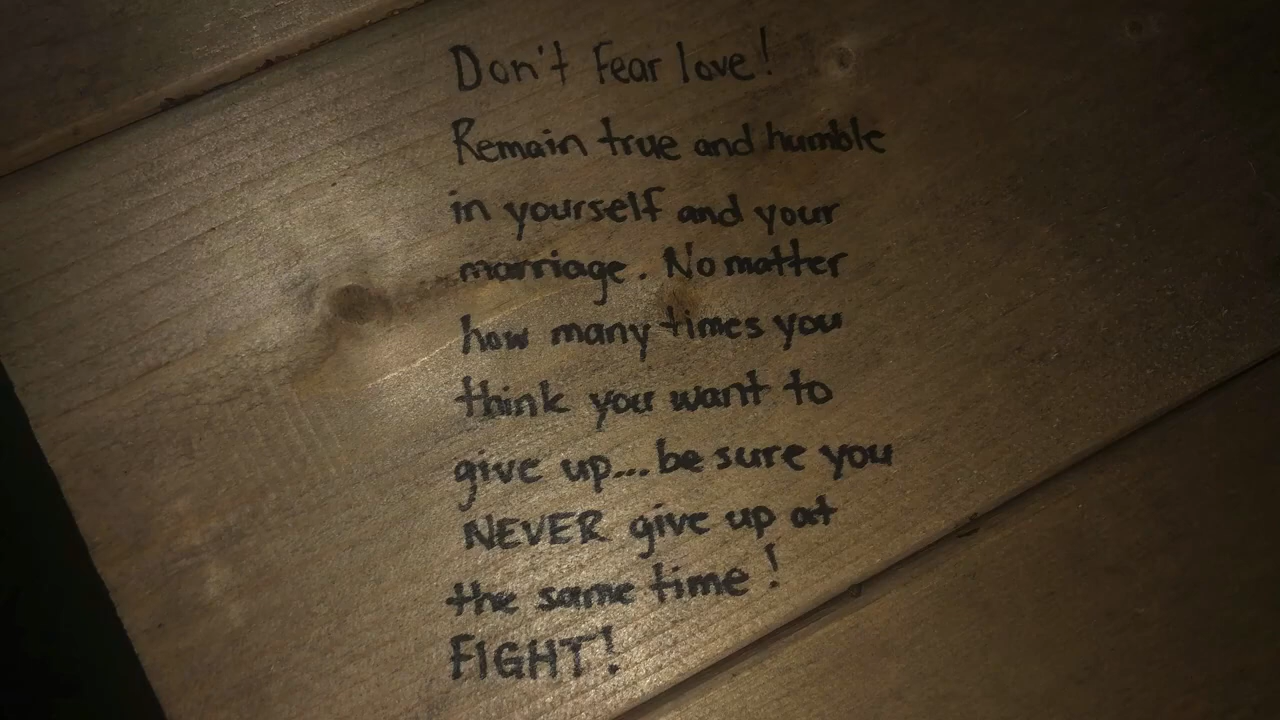 Don't fear love!
Remain true and humble
in yourself and your
marriage. No matter
how many times you
think you want to
give up...be sure you
NEVER give up at
the same time!
FIGHT!